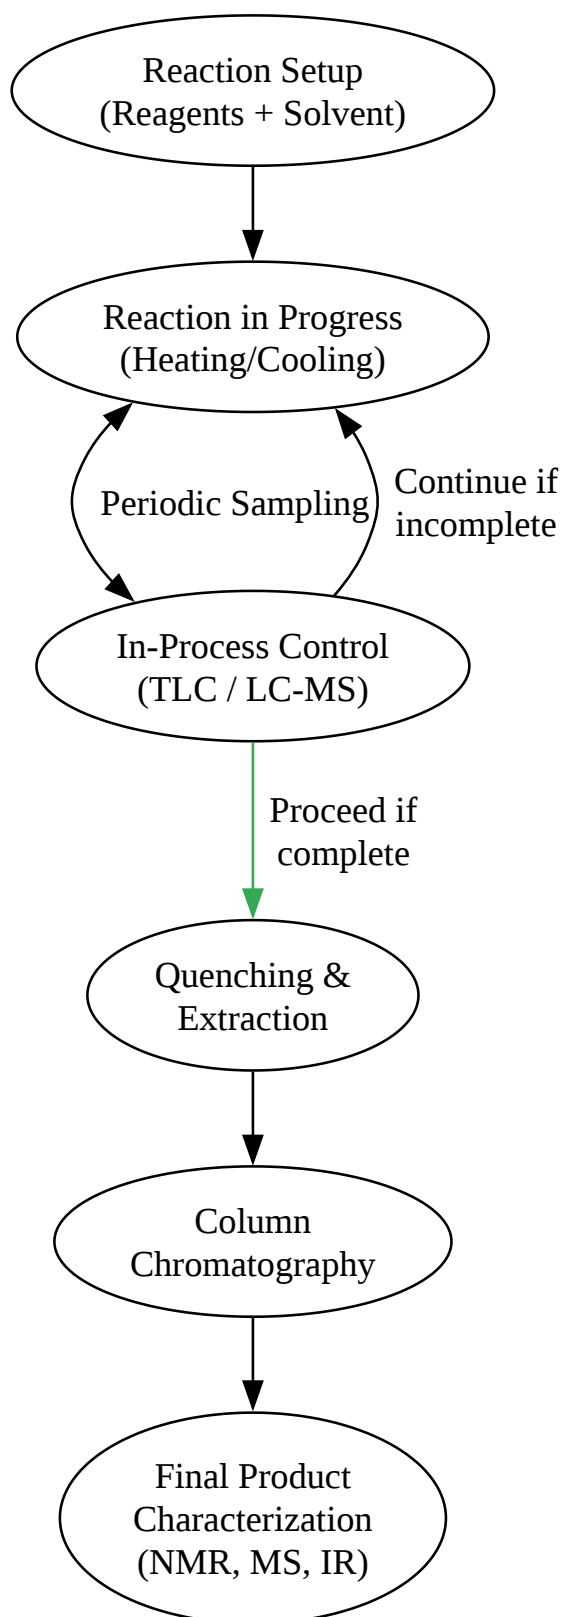 Reaction Setup
(Reagents + Solvent)
Reaction in Progress
(Heating/Cooling)
Periodic Sampling
Continue if
incomplete
In-Process Control
(TLC / LC-MS)
Proceed if
complete
Quenching &
Extraction
Column
Chromatography
Final Product
Characterization
(NMR, MS, IR)